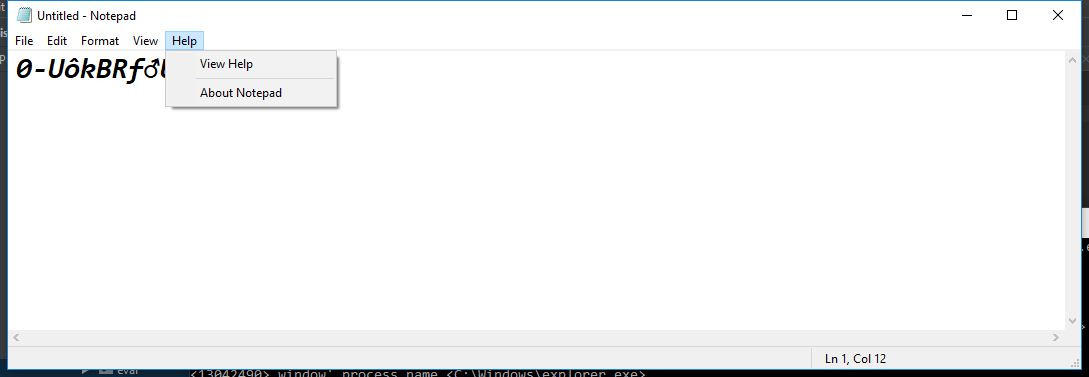 Untitled - Notepad
File Edit Format View Help
0-UôkBRf♂
View Help
About Notepad
Ln 1, Col 12
eval
<13042490> window' process name <C:\Windows\explorer.exe>